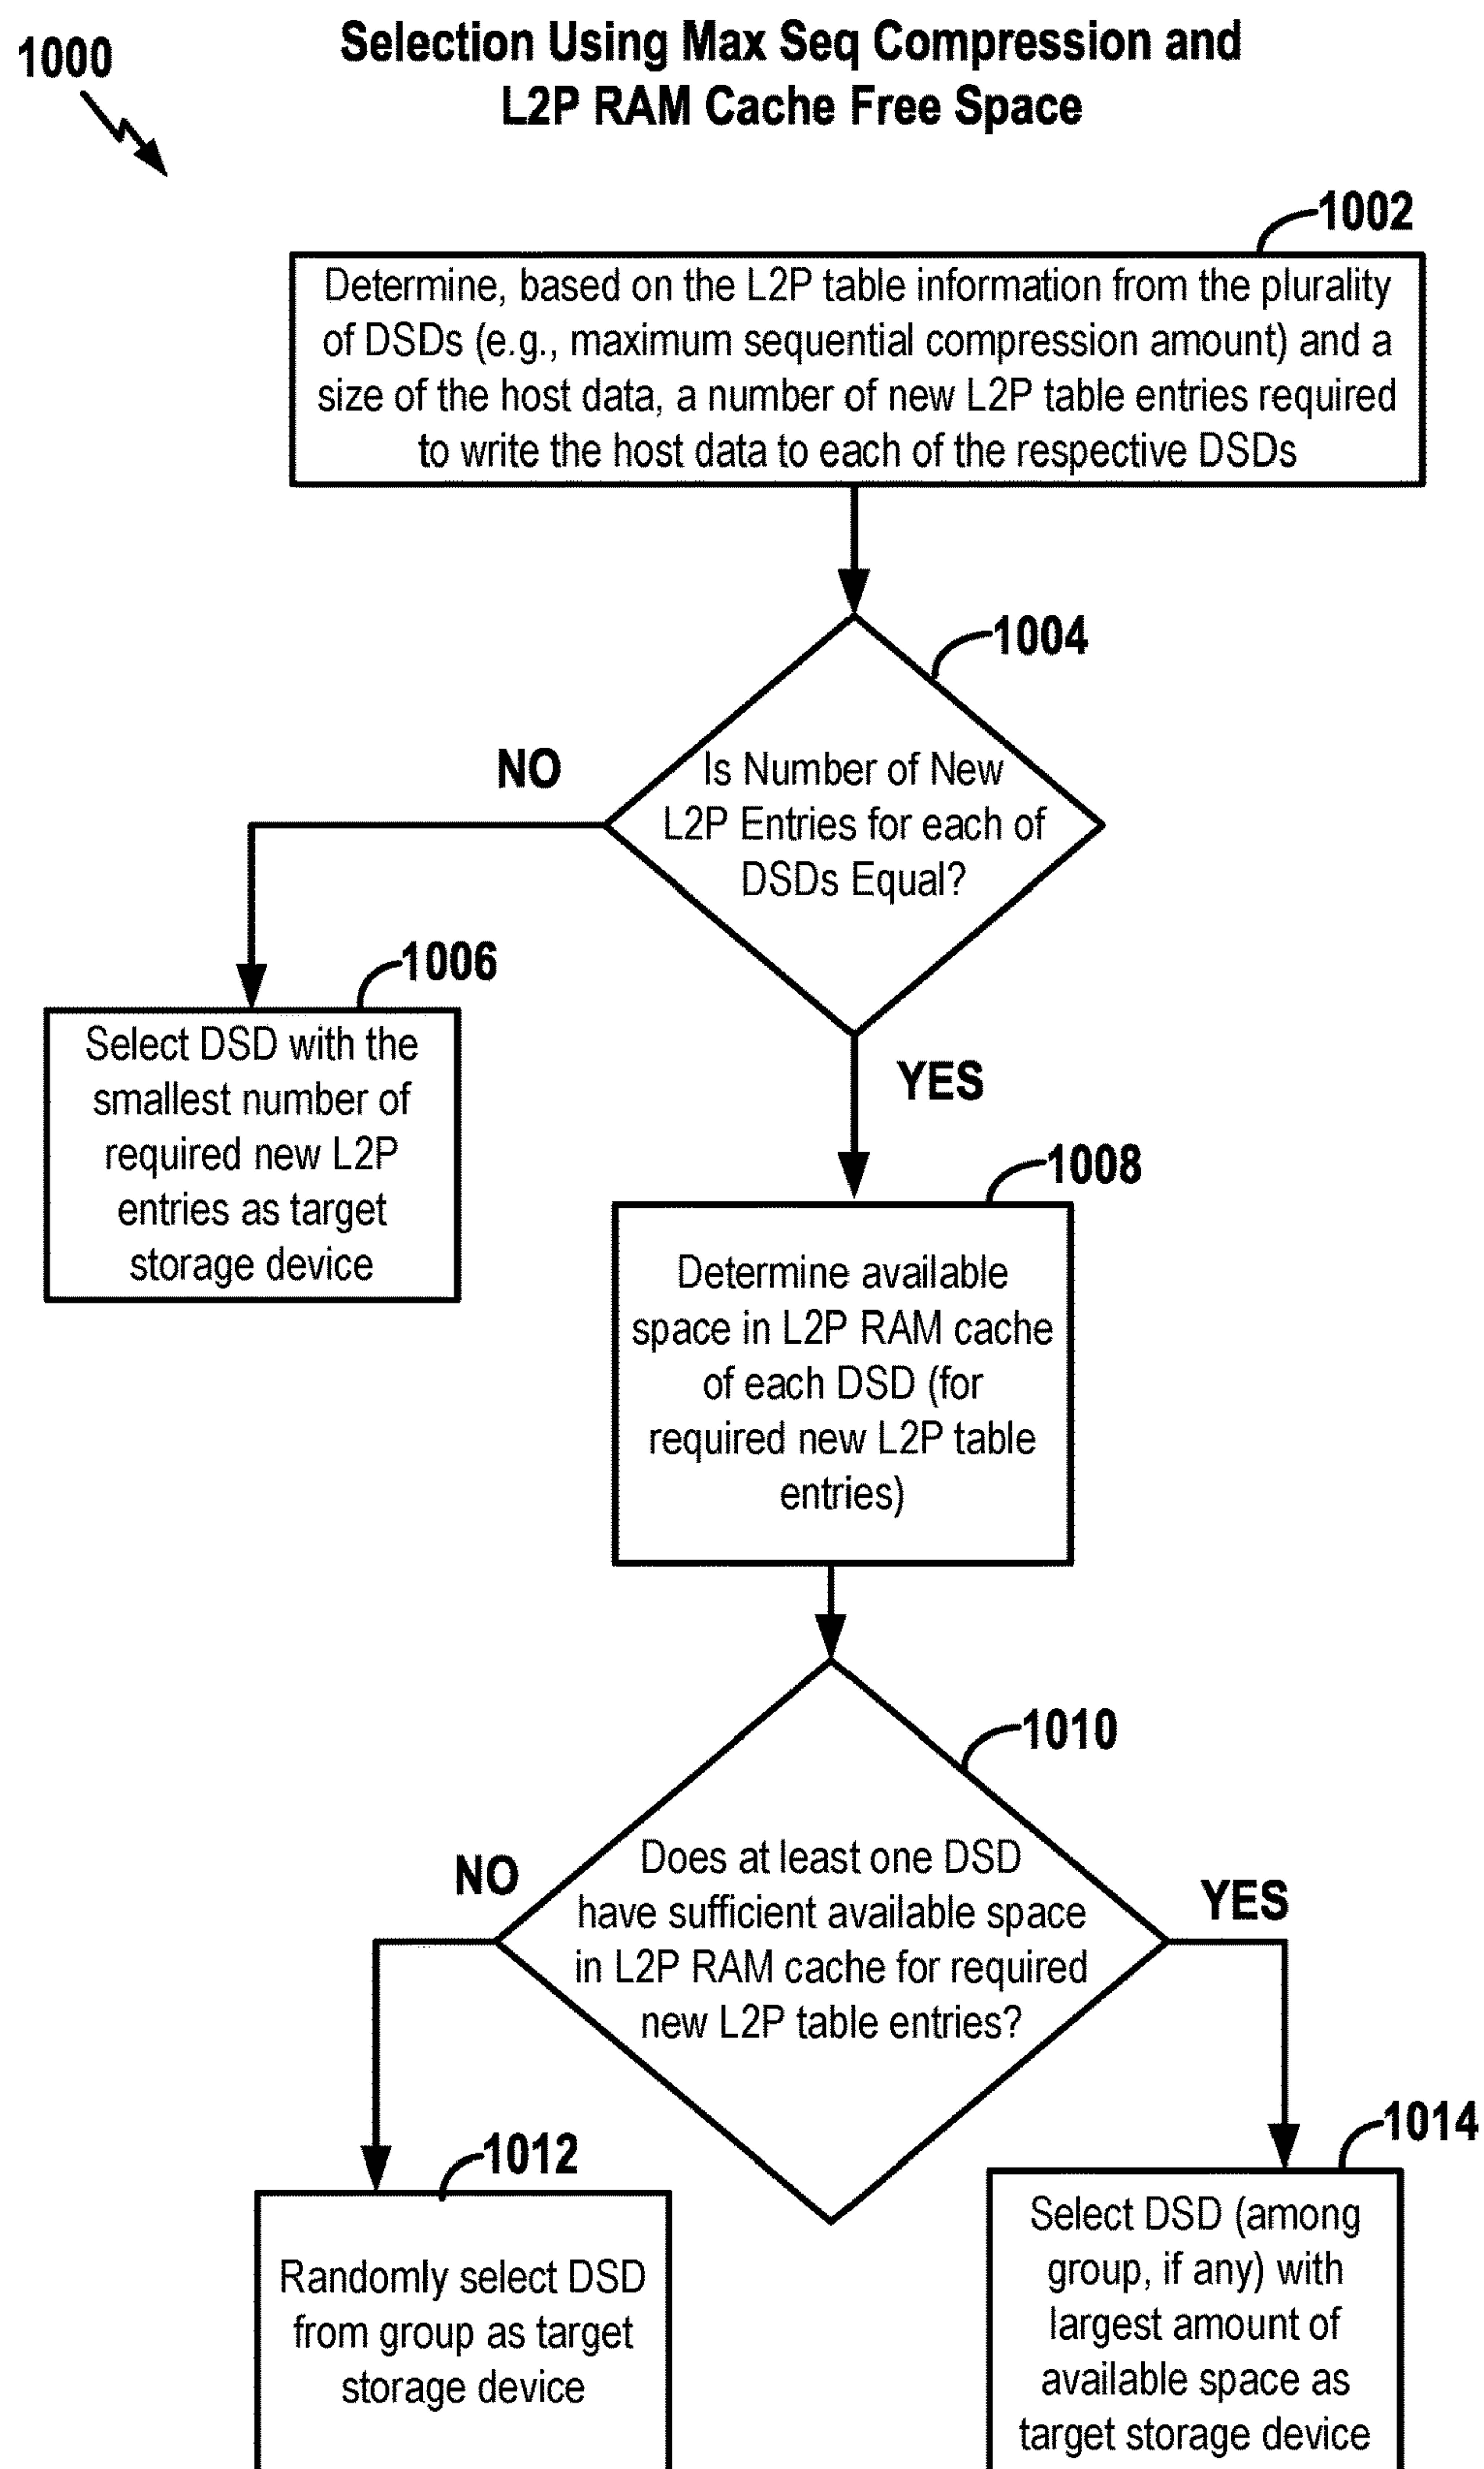 1000
Selection Using Max Seq Compression and
L2P RAM Cache Free Space
1002
Determine, based on the L2P table information from the plurality
of DSDs (e.g., maximum sequential compression amount) and a
size of the host data, a number of new L2P table entries required
to write the host data to each of the respective DSDs
1004
NO
Is Number of New
L2P Entries for each of
DSDs Equal?
1006
Select DSD with the
smallest number of
required new L2P
entries as target
storage device
YES
1008
Determine available
space in L2P RAM cache
of each DSD (for
required new L2P table
entries)
1010
NO
Does at least one DSD
have sufficient available space
in L2P RAM cache for required
new L2P table entries?
YES
1012
Randomly select DSD
from group as target
storage device
1014
Select DSD (among
group, if any) with
largest amount of
available space as
target storage device